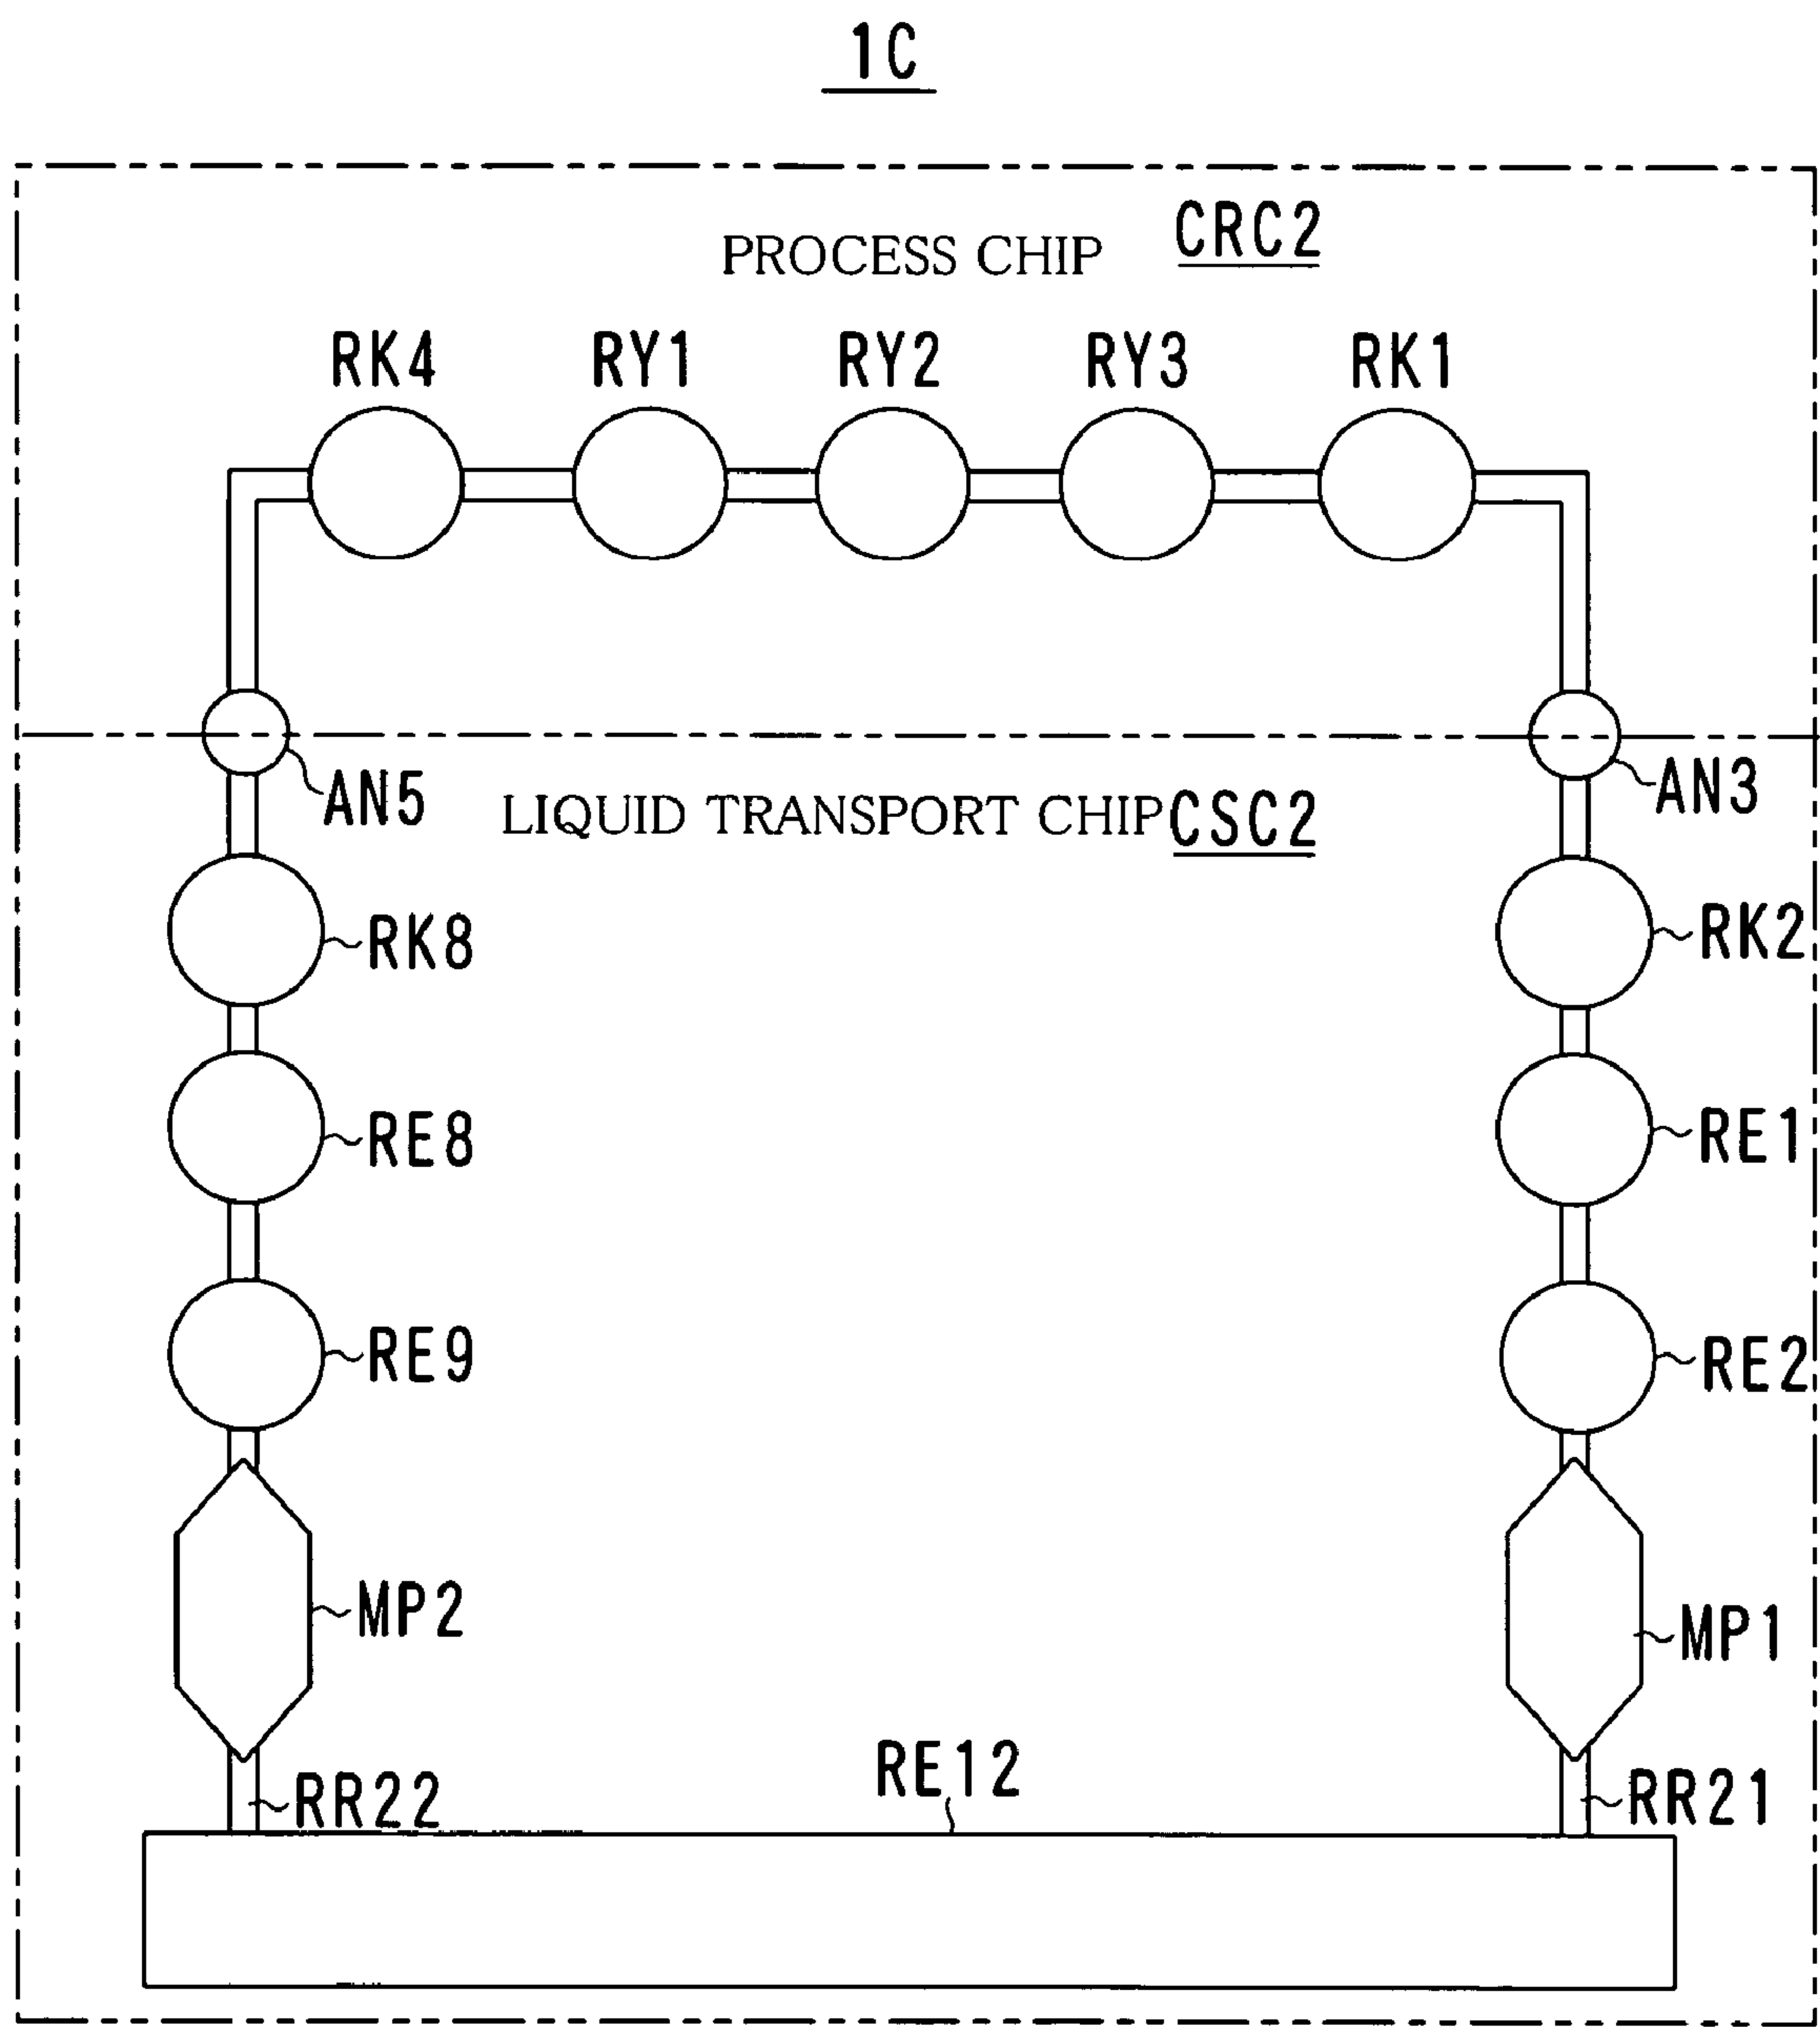 1C
PROCESS CHIP CRC2
RK4 RY1 RY2 RY3 RK1
AN5 AN3
LIQUID TRANSPORT CHIP CSC2
RK8 RK2
RE8 RE1
RE9 RE2
MP2 MP1
RE12
RR22 RR21